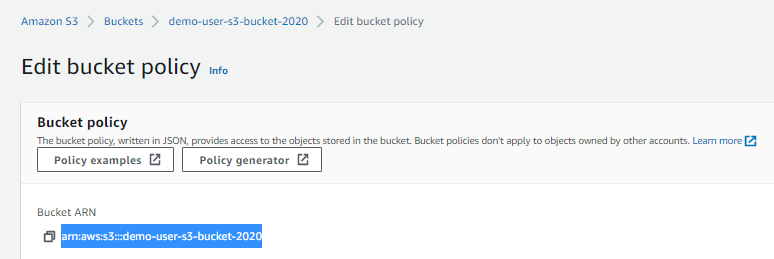 Amazon S3 > Buckets > demo-user-s3-bucket-2020 > Edit bucket policy
Edit bucket policy Info
Bucket policy
The bucket policy, written in JSON, provides access to the objects stored in the bucket. Bucket policies don't apply to objects owned by other accounts. Learn more
Policy examples Policy generator
Bucket ARN
arn:aws:s3:::demo-user-s3-bucket-2020